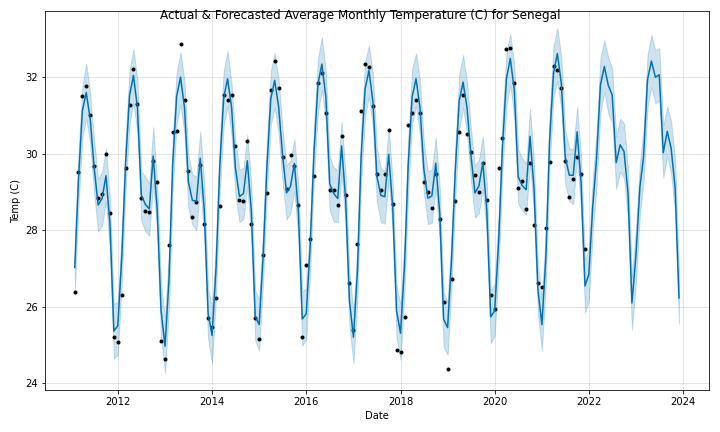 Actual & Forecasted Average Monthly Temperature (C) for Senegal
Temp (C)
32
30
28
26
24
2012 2014 2016 2018 2020 2022 2024
Date